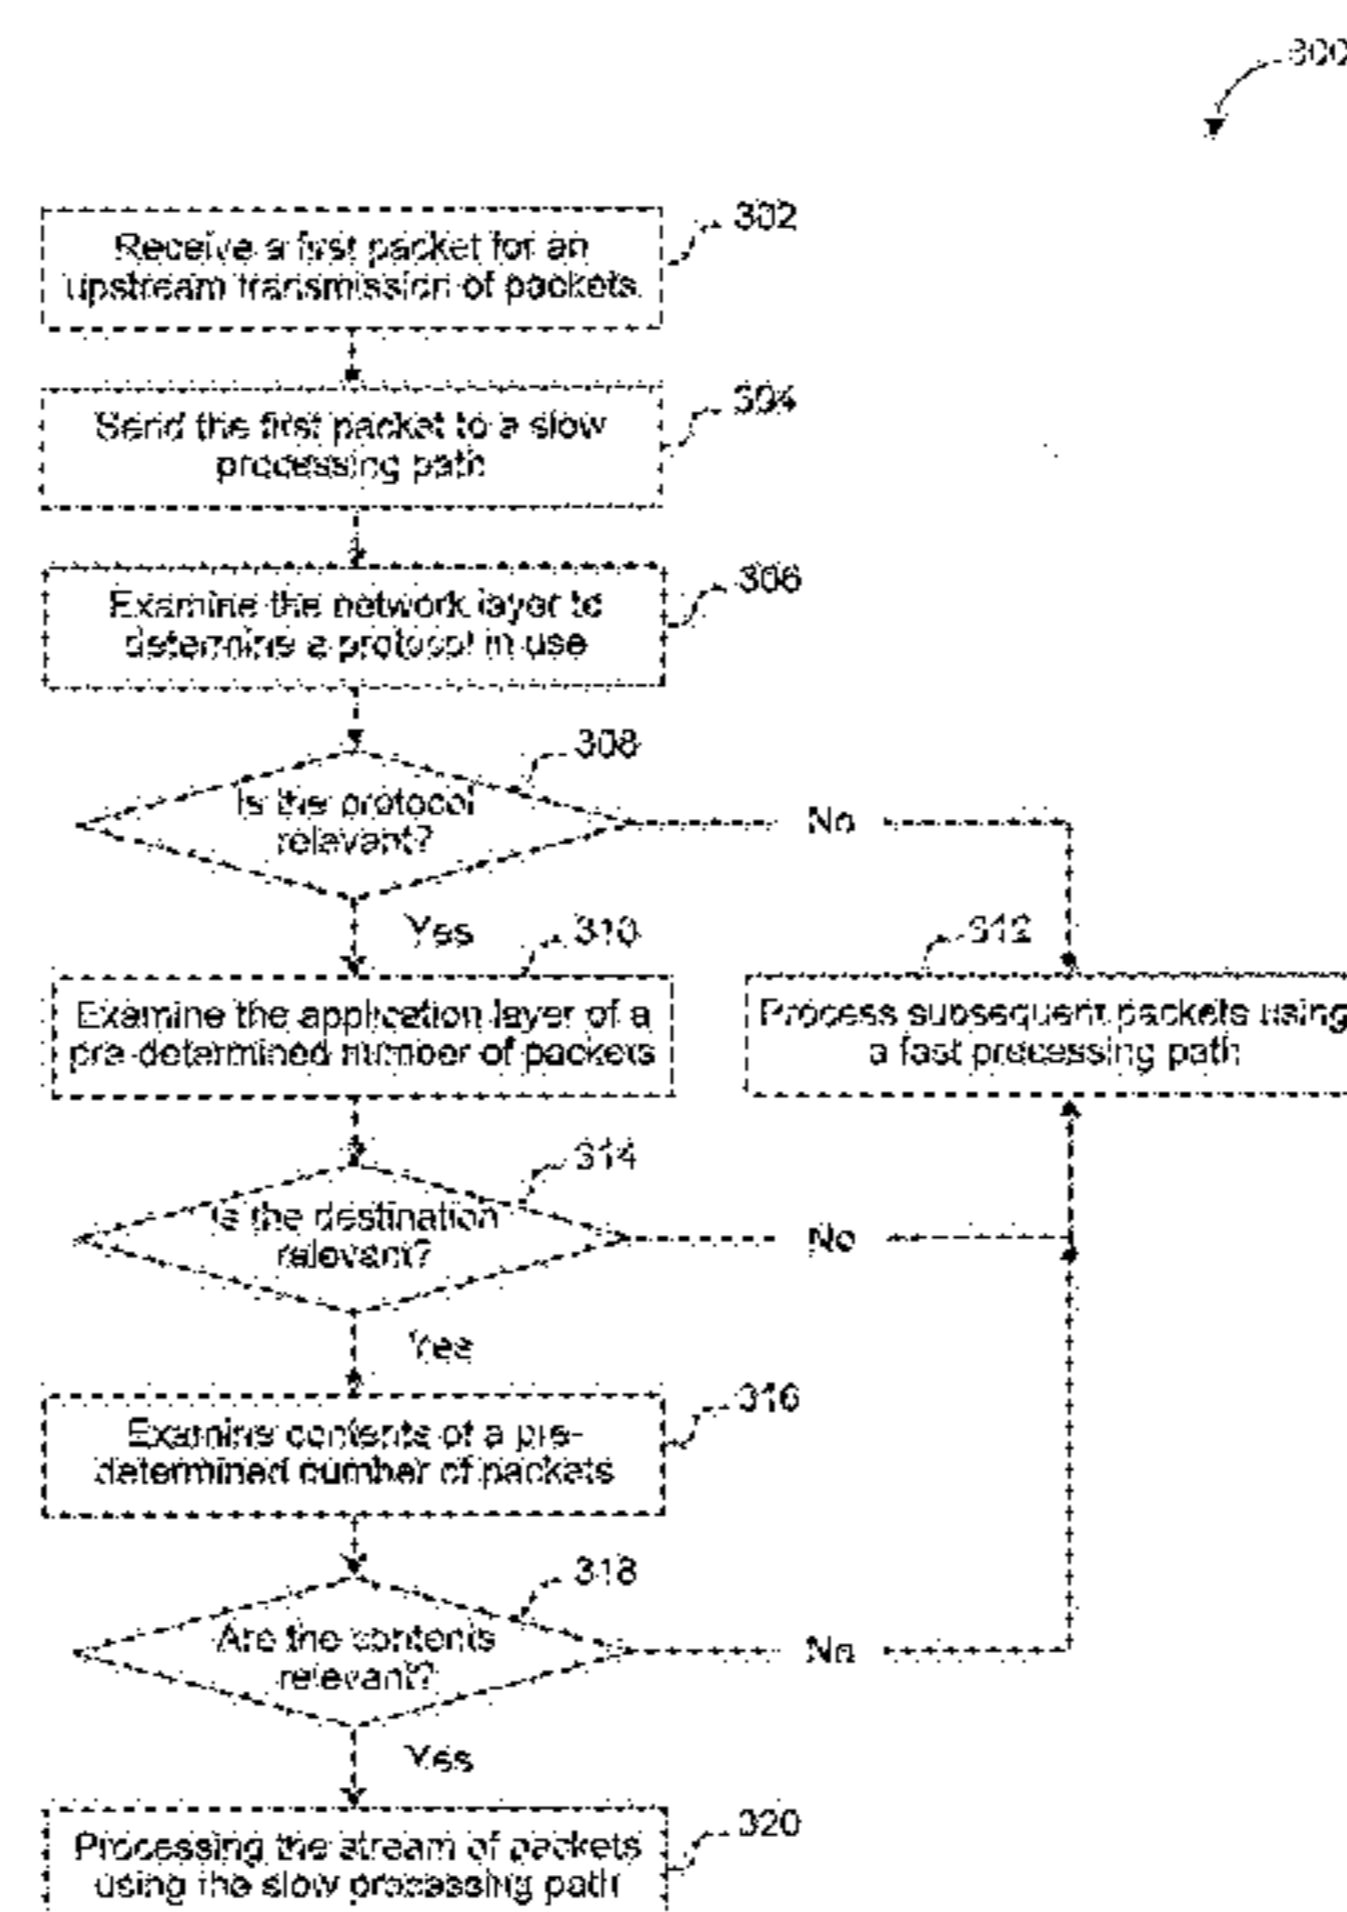 300
302
Receive a first packet for an
upstream transmission of packets.
304
Send the first packet to a slow
processing path
306
Examine the network layer to
determine a protocol in use
308
Is the protocol
relevant?
No
Yes
310
312
Examine the application layer of a
pre-determined number of packets
Process subsequent packets using
a fast processing path
314
Is the destination
relevant?
No
Yes
316
Examine contents of a pre-
determined number of packets
318
Are the contents
relevant?
No
Yes
320
Processing the stream of packets
using the slow processing path